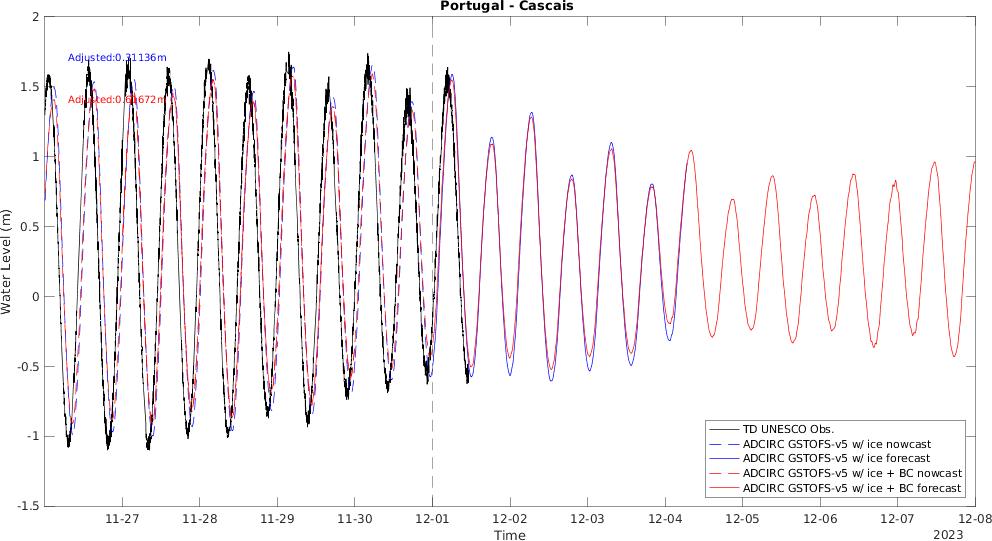 Portugal - Cascais
2
1.5
1
0.5
0
-0.5
-1
-1.5
Water Level (m)
Adjusted:0.31136m
11-27
11-28
11-29
11-30
12-01
12-02
12-03
12-04
12-05
12-06
12-07
12-08
Time
2023
TD UNESCO Obs.
ADCIRC GSTOFS-v5 w/ ice nowcast
ADCIRC GSTOFS-v5 w/ ice forecast
ADCIRC GSTOFS-v5 w/ ice + BC nowcast
ADCIRC GSTOFS-v5 w/ ice + BC forecast